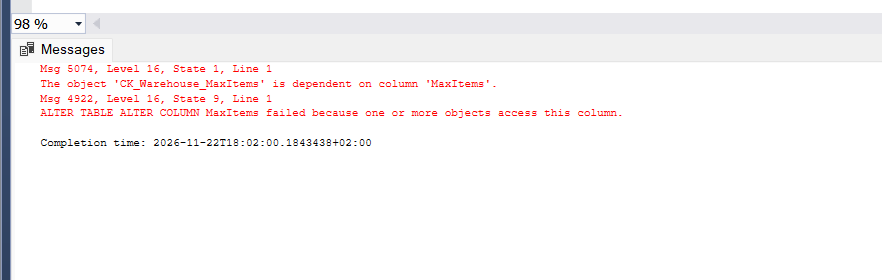 98 %
Messages
Msg 5074, Level 16, State 1, Line 1
The object 'CK_Warehouse_MaxItems' is dependent on column 'MaxItems'.
Msg 4922, Level 16, State 9, Line 1
ALTER TABLE ALTER COLUMN MaxItems failed because one or more objects access this column.
Completion time: 2026-11-22T18:02:00.1843438+02:00